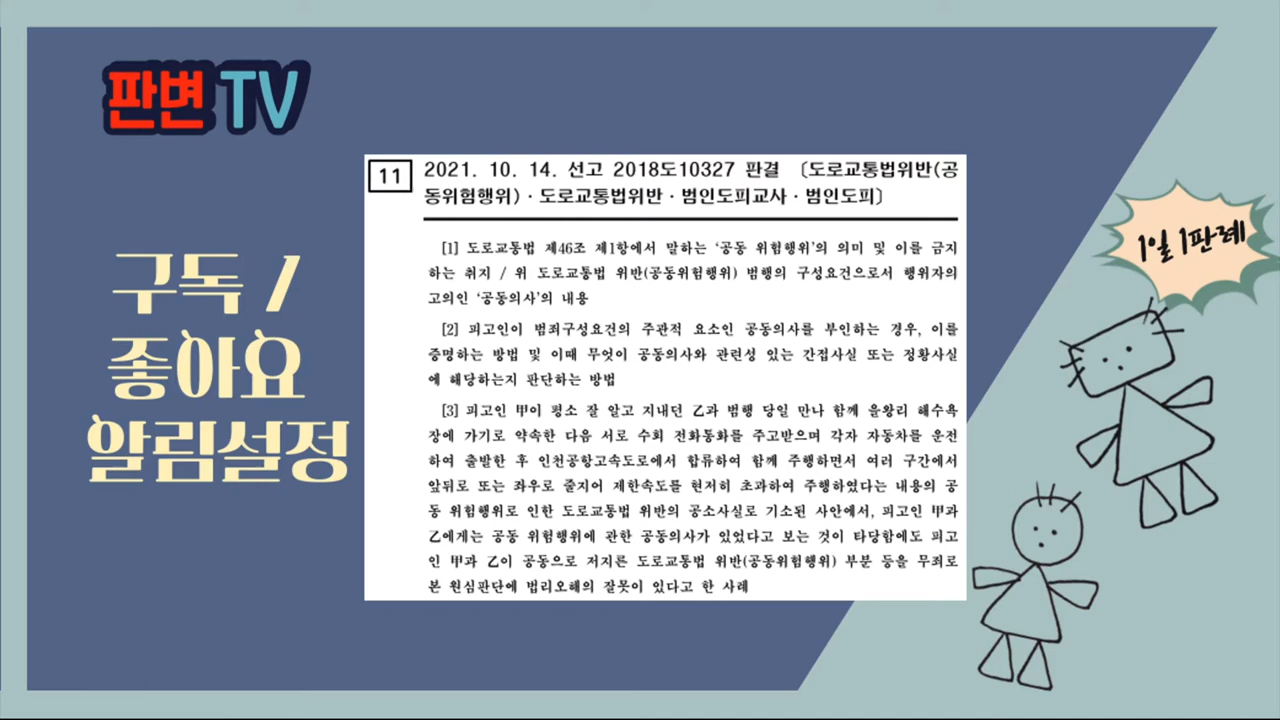 판변 TV
구독 /
좋아요
알림설정
11
2021. 10. 14. 선고 2018도10327 판결 〔도로교통법위반(공
동위험행위)·도로교통법위반·범인도피교사·범인도피〕
[1] 도로교통법 제46조 제1항에서 말하는 ‘공동 위험행위’의 의미 및 이를 금지
하는 취지 / 위 도로교통법 위반(공동위험행위) 범행의 구성요건으로서 행위자의
고의인 ‘공동의사’의 내용
[2] 피고인이 범죄구성요건의 주관적 요소인 공동의사를 부인하는 경우, 이를
증명하는 방법 및 이때 무엇이 공동의사와 관련성 있는 간접사실 또는 정황사실
에 해당하는지 판단하는 방법
[3] 피고인 甲이 평소 잘 알고 지내던 乙과 범행 당일 만나 함께 을왕리 해수욕
장에 가기로 약속한 다음 서로 수회 전화통화를 주고받으며 각자 자동차를 운전
하여 출발한 후 인천공항고속도로에서 합류하여 함께 주행하면서 여러 구간에서
앞뒤로 또는 좌우로 줄지어 제한속도를 현저히 초과하여 주행하였다는 내용의 공
동 위험행위로 인한 도로교통법 위반의 공소사실로 기소된 사안에서, 피고인 甲과
乙에게는 공동 위험행위에 관한 공동의사가 있었다고 보는 것이 타당함에도 피고
인 甲과 乙이 공동으로 저지른 도로교통법 위반(공동위험행위) 부분 등을 무죄로
본 원심판단에 법리오해의 잘못이 있다고 한 사례
1일 1판례